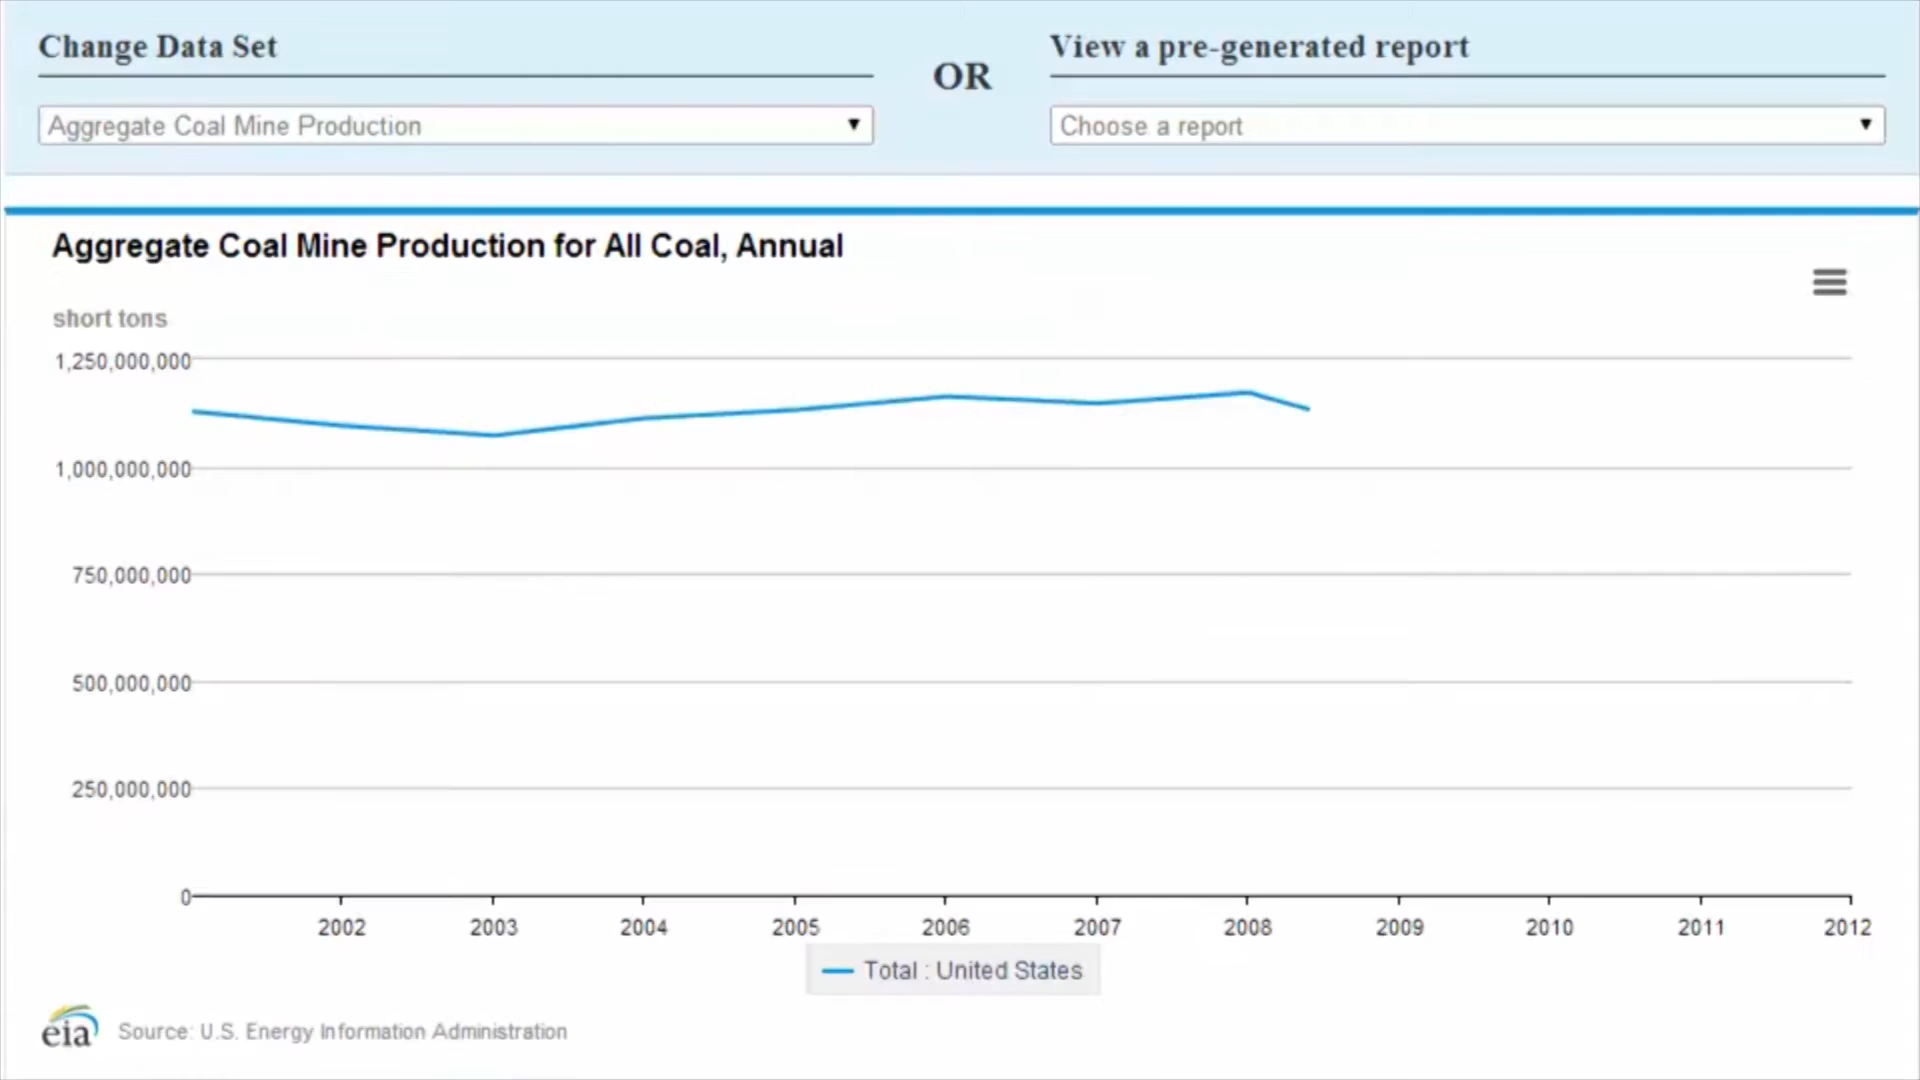 Change Data Set
OR
View a pre-generated report
Aggregate Coal Mine Production
Choose a report
Aggregate Coal Mine Production for All Coal, Annual
short tons
1,250,000,000
1,000,000,000
750,000,000
500,000,000
250,000,000
0
2002 2003 2004 2005 2006 2007 2008 2009 2010 2011 2012
Total : United States
eia Source: U.S. Energy Information Administration